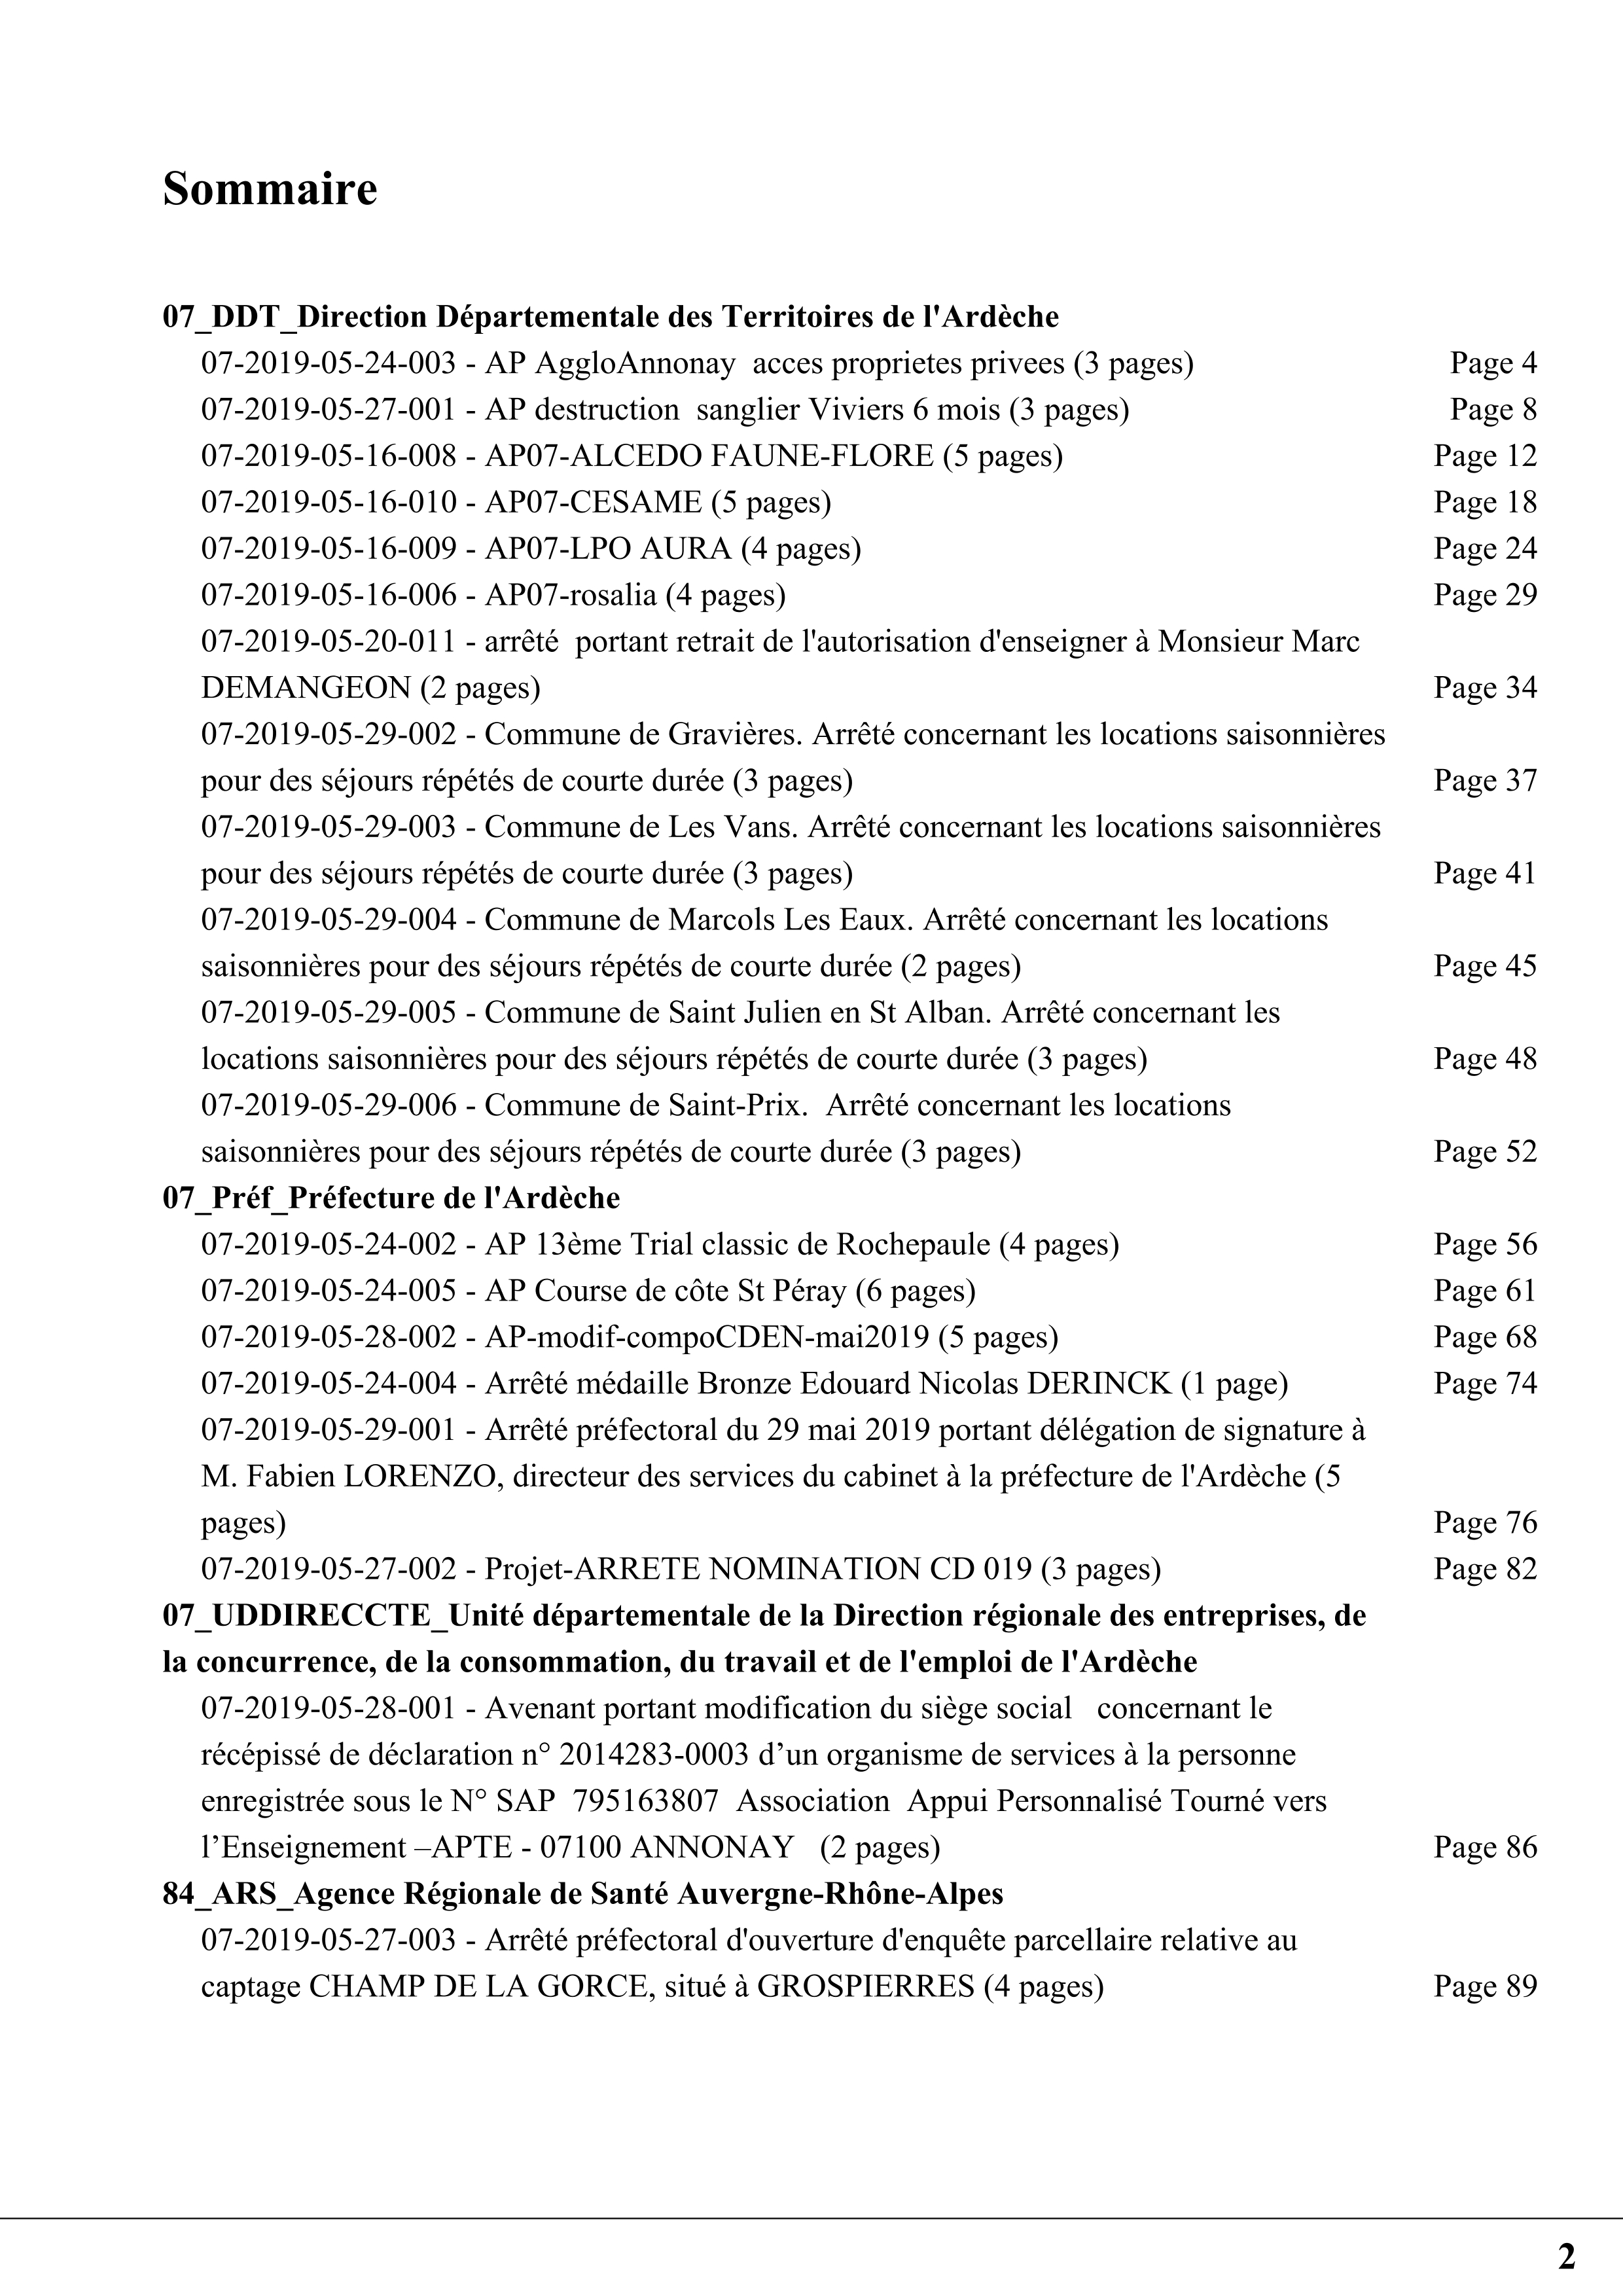 Sommaire
07_DDT_Direction Départementale des Territoires de l'Ardèche
07-2019-05-24-003 - AP AggloAnnonay  acces proprietes privees (3 pages) Page 4
07-2019-05-27-001 - AP destruction  sanglier Viviers 6 mois (3 pages) Page 8
07-2019-05-16-008 - AP07-ALCEDO FAUNE-FLORE (5 pages) Page 12
07-2019-05-16-010 - AP07-CESAME (5 pages) Page 18
07-2019-05-16-009 - AP07-LPO AURA (4 pages) Page 24
07-2019-05-16-006 - AP07-rosalia (4 pages) Page 29
07-2019-05-20-011 - arrêté  portant retrait de l'autorisation d'enseigner à Monsieur Marc
DEMANGEON (2 pages) Page 34
07-2019-05-29-002 - Commune de Gravières. Arrêté concernant les locations saisonnières
pour des séjours répétés de courte durée (3 pages) Page 37
07-2019-05-29-003 - Commune de Les Vans. Arrêté concernant les locations saisonnières
pour des séjours répétés de courte durée (3 pages) Page 41
07-2019-05-29-004 - Commune de Marcols Les Eaux. Arrêté concernant les locations
saisonnières pour des séjours répétés de courte durée (2 pages) Page 45
07-2019-05-29-005 - Commune de Saint Julien en St Alban. Arrêté concernant les
locations saisonnières pour des séjours répétés de courte durée (3 pages) Page 48
07-2019-05-29-006 - Commune de Saint-Prix.  Arrêté concernant les locations
saisonnières pour des séjours répétés de courte durée (3 pages) Page 52
07_Préf_Préfecture de l'Ardèche
07-2019-05-24-002 - AP 13ème Trial classic de Rochepaule (4 pages) Page 56
07-2019-05-24-005 - AP Course de côte St Péray (6 pages) Page 61
07-2019-05-28-002 - AP-modif-compoCDEN-mai2019 (5 pages) Page 68
07-2019-05-24-004 - Arrêté médaille Bronze Edouard Nicolas DERINCK (1 page) Page 74
07-2019-05-29-001 - Arrêté préfectoral du 29 mai 2019 portant délégation de signature à
M. Fabien LORENZO, directeur des services du cabinet à la préfecture de l'Ardèche (5
pages) Page 76
07-2019-05-27-002 - Projet-ARRETE NOMINATION CD 019 (3 pages) Page 82
07_UDDIRECCTE_Unité départementale de la Direction régionale des entreprises, de
la concurrence, de la consommation, du travail et de l'emploi de l'Ardèche
07-2019-05-28-001 - Avenant portant modification du siège social   concernant le
récépissé de déclaration n° 2014283-0003 d’un organisme de services à la personne
enregistrée sous le N° SAP  795163807  Association  Appui Personnalisé Tourné vers
l’Enseignement –APTE - 07100 ANNONAY   (2 pages) Page 86
84_ARS_Agence Régionale de Santé Auvergne-Rhône-Alpes
07-2019-05-27-003 - Arrêté préfectoral d'ouverture d'enquête parcellaire relative au
captage CHAMP DE LA GORCE, situé à GROSPIERRES (4 pages) Page 89
2